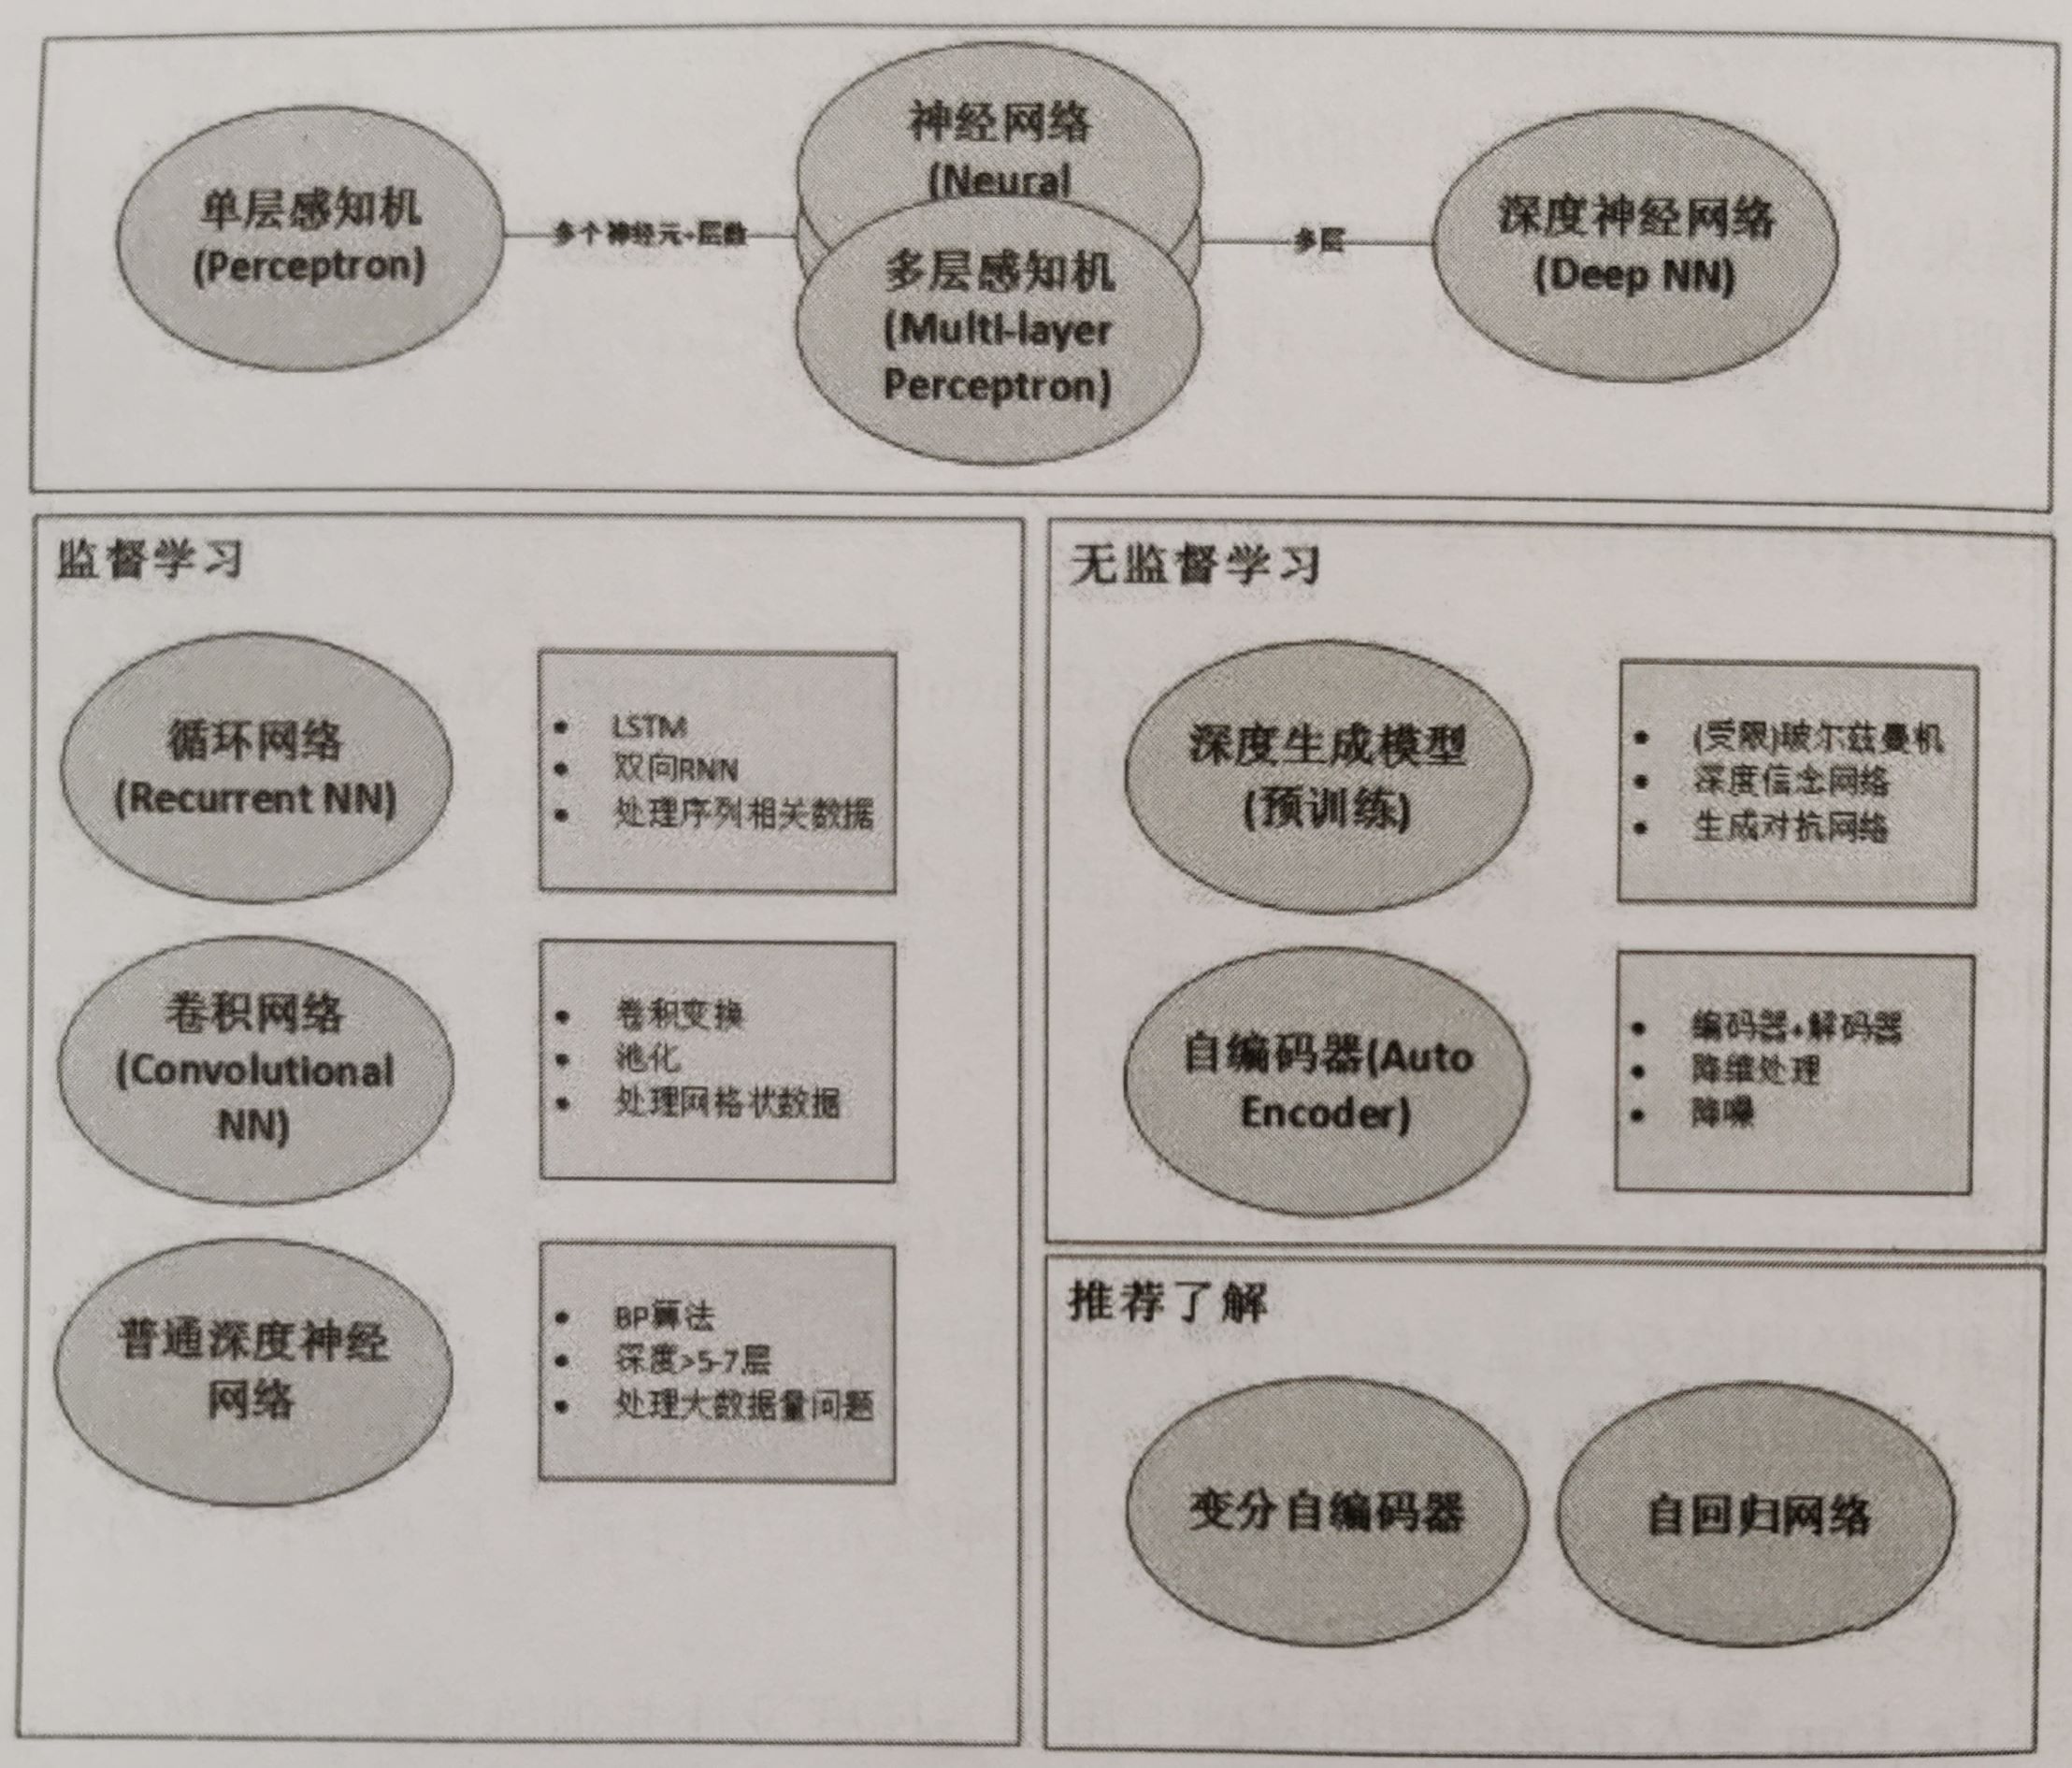 单层感知机
(Perceptron)
多个神经元+层数
神经网络
(Neural
多层感知机
(Multi-layer
Perceptron)
多层
深度神经网络
(Deep NN)
监督学习
循环网络
(Recurrent NN)
• LSTM
• 双向RNN
• 处理序列相关数据
卷积网络
(Convolutional
NN)
• 卷积变换
• 池化
• 处理网格状数据
普通深度神经
网络
• BP算法
• 深度>5-7层
• 处理大数据量问题
无监督学习
深度生成模型
(预训练)
• (受限)玻尔兹曼机
• 深度信念网络
• 生成对抗网络
自编码器(Auto
Encoder)
• 编码器+解码器
• 降维处理
• 降噪
推荐了解
变分自编码器
自回归网络